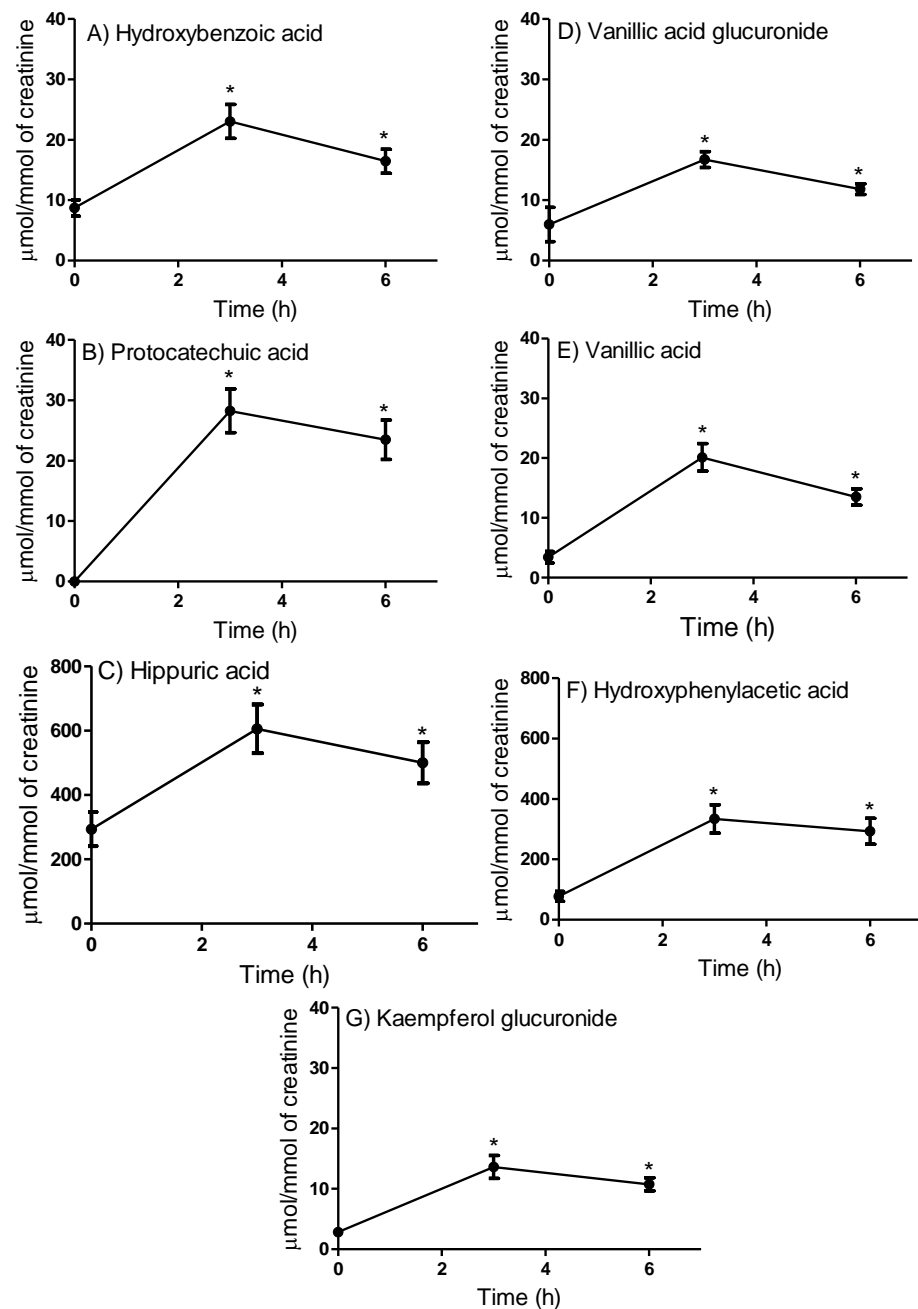 A) Hydroxybenzoic acid
μmol/mmol of creatinine
40
30
20
10
0
*
*
0 2 4 6
Time (h)
D) Vanillic acid glucuronide
μmol/mmol of creatinine
40
30
20
10
0
*
*
0 2 4 6
Time (h)
B) Protocatechuic acid
μmol/mmol of creatinine
40
30
20
10
0
*
*
0 2 4 6
Time (h)
E) Vanillic acid
μmol/mmol of creatinine
40
30
20
10
0
*
*
0 2 4 6
Time (h)
C) Hippuric acid
μmol/mmol of creatinine
800
600
400
200
0
*
*
0 2 4 6
Time (h)
F) Hydroxyphenylacetic acid
μmol/mmol of creatinine
800
600
400
200
0
*
*
0 2 4 6
Time (h)
G) Kaempferol glucuronide
μmol/mmol of creatinine
40
30
20
10
0
*
*
0 2 4 6
Time (h)